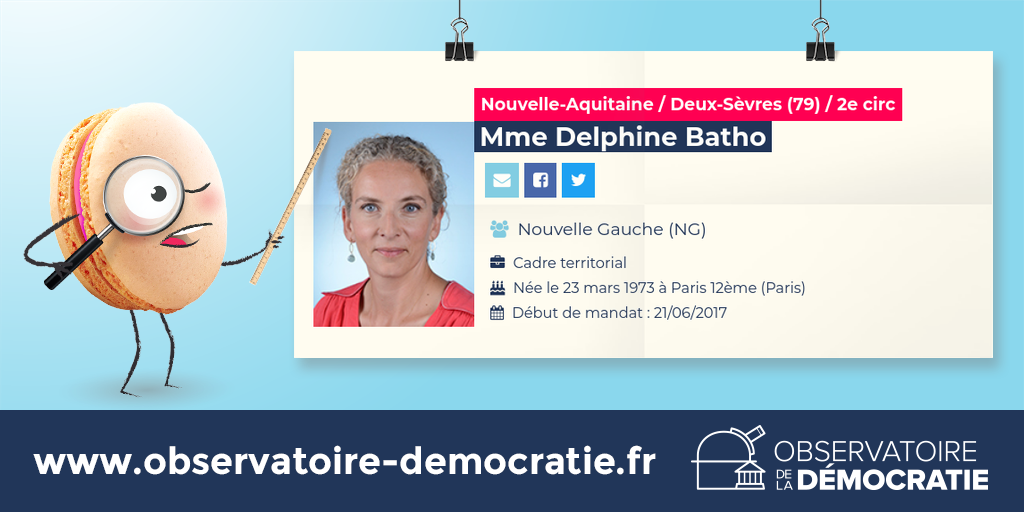 Nouvelle-Aquitaine / Deux-Sèvres (79) / 2e circ
Mme Delphine Batho
Nouvelle Gauche (NG)
Cadre territorial
Née le 23 mars 1973 à Paris 12ème (Paris)
Début de mandat : 21/06/2017
www.observatoire-democratie.fr
OBSERVATOIRE
DE LA DÉMOCRATIE